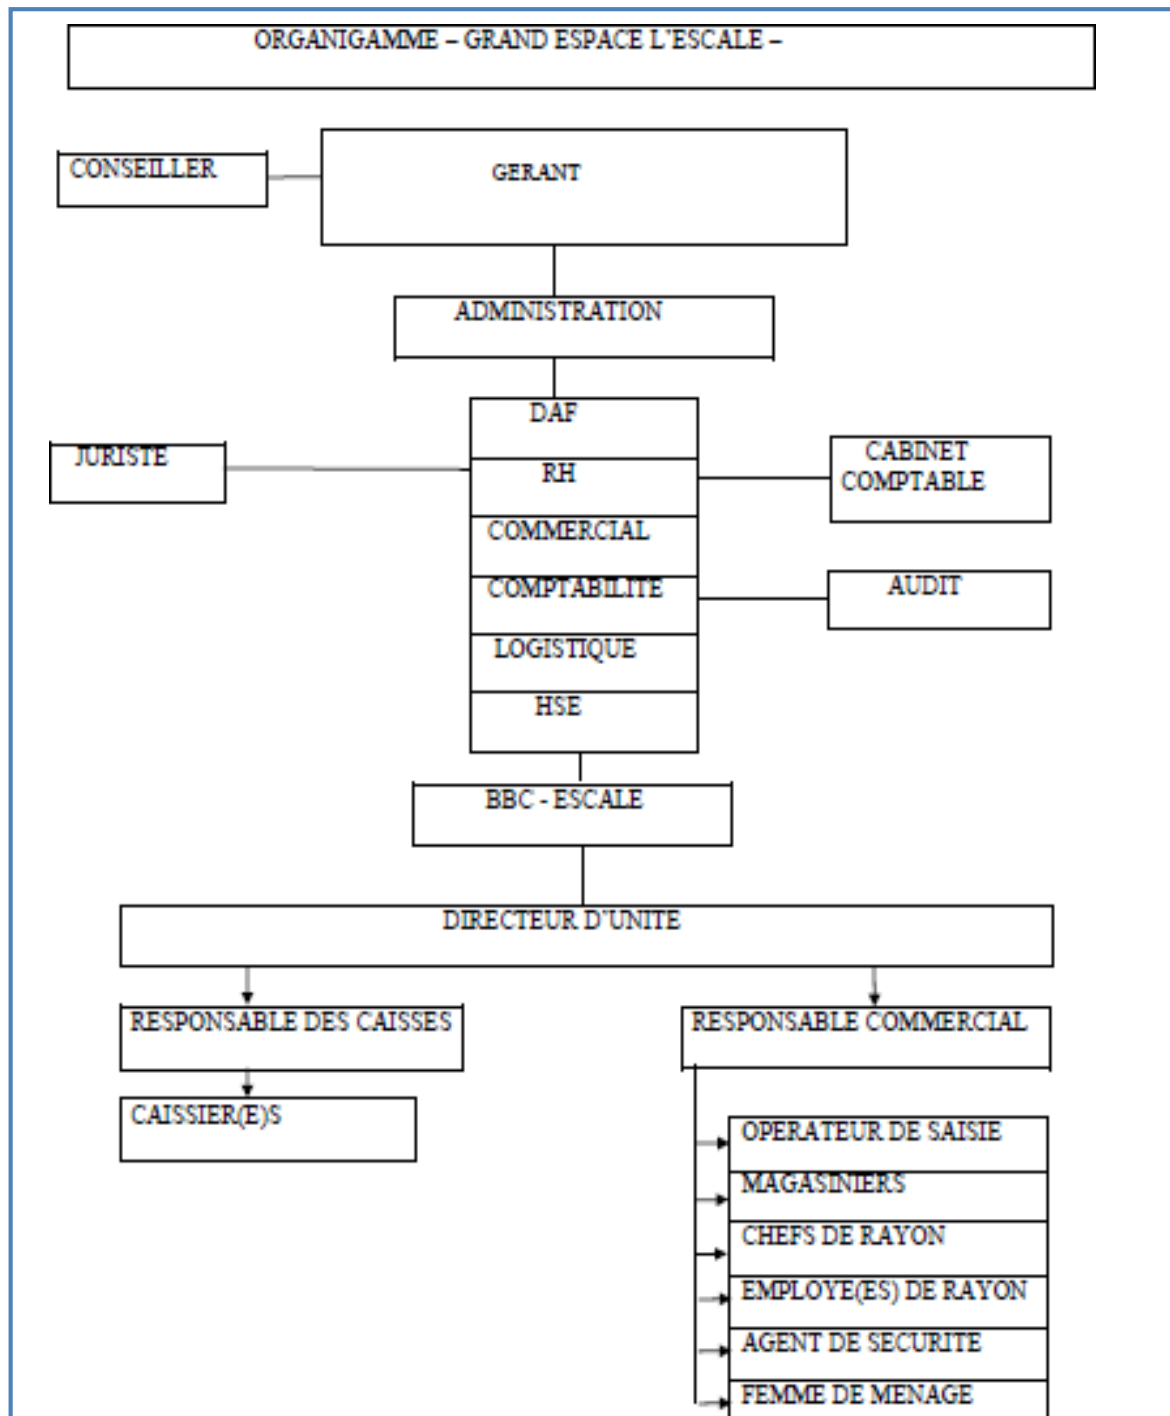 ORGANIGAMME – GRAND ESPACE L'ESCALE –
CONSEILLER
GERANT
ADMINISTRATION
DAF
JURISTE
RH
CABINET
COMPTABLE
COMMERCIAL
COMPTABILITE
AUDIT
LOGISTIQUE
HSE
BBC - ESCALE
DIRECTEUR D'UNITE
RESPONSABLE DES CAISSES
RESPONSABLE COMMERCIAL
CAISSIER(E)S
OPERATEUR DE SAISIE
MAGASINIERS
CHEFS DE RAYON
EMPLOYE(ES) DE RAYON
AGENT DE SECURITE
FEMME DE MENAGE